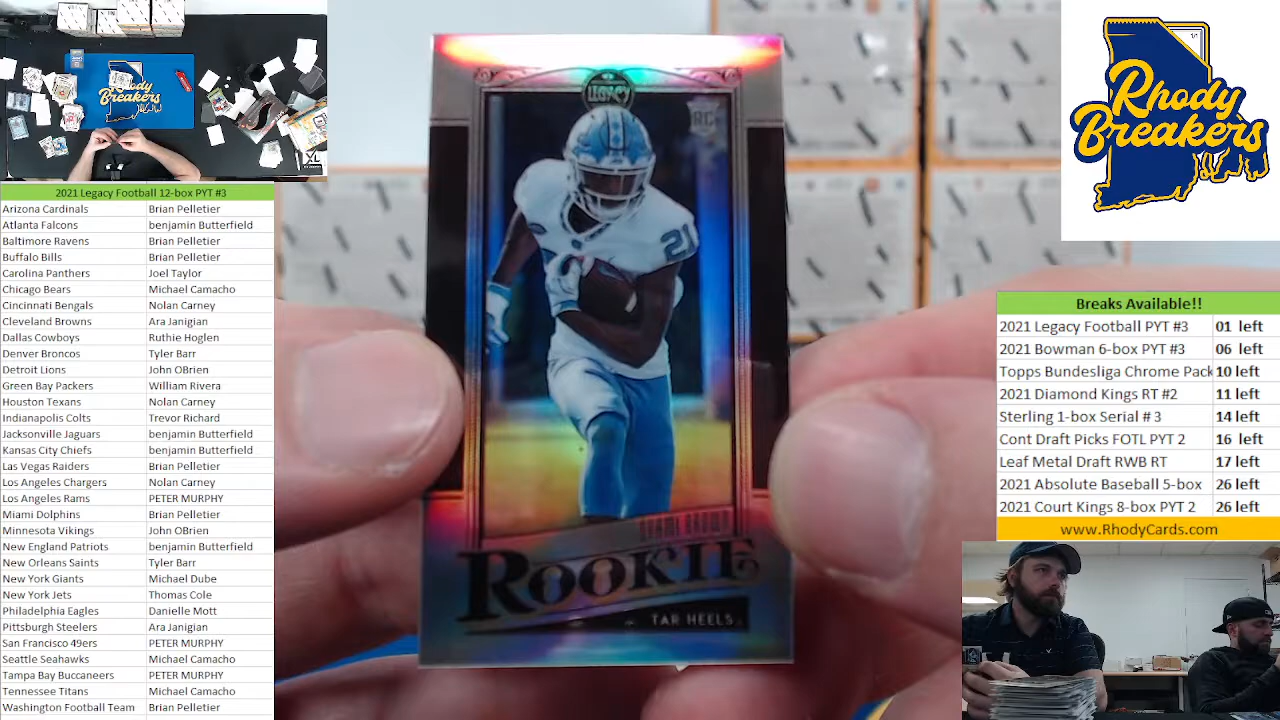 Rhody
Breakers
XL
2021 Legacy Football 12-box PYT #3
Arizona Cardinals Brian Pelletier
Atlanta Falcons benjamin Butterfield
Baltimore Ravens Brian Pelletier
Buffalo Bills Brian Pelletier
Carolina Panthers Joel Taylor
Chicago Bears Michael Camacho
Cincinnati Bengals Nolan Carney
Cleveland Browns Ara Janigian
Dallas Cowboys Ruthie Hoglen
Denver Broncos Tyler Barr
Detroit Lions John OBrien
Green Bay Packers William Rivera
Houston Texans Nolan Carney
Indianapolis Colts Trevor Richard
Jacksonville Jaguars benjamin Butterfield
Kansas City Chiefs benjamin Butterfield
Las Vegas Raiders Brian Pelletier
Los Angeles Chargers Nolan Carney
Los Angeles Rams PETER MURPHY
Miami Dolphins Brian Pelletier
Minnesota Vikings John OBrien
New England Patriots benjamin Butterfield
New Orleans Saints Tyler Barr
New York Giants Michael Dube
New York Jets Thomas Cole
Philadelphia Eagles Danielle Mott
Pittsburgh Steelers Ara Janigian
San Francisco 49ers PETER MURPHY
Seattle Seahawks Michael Camacho
Tampa Bay Buccaneers PETER MURPHY
Tennessee Titans Michael Camacho
Washington Football Team Brian Pelletier
LEGACY
RC
21
DYAMI BROWN
ROOKIE
TAR HEELS
Rhody
Breakers
Breaks Available!!
2021 Legacy Football PYT #3 01 left
2021 Bowman 6-box PYT #3 06 left
Topps Bundesliga Chrome Pack 10 left
2021 Diamond Kings RT #2 11 left
Sterling 1-box Serial # 3 14 left
Cont Draft Picks FOTL PYT 2 16 left
Leaf Metal Draft RWB RT 17 left
2021 Absolute Baseball 5-box 26 left
2021 Court Kings 8-box PYT 2 26 left
www.RhodyCards.com